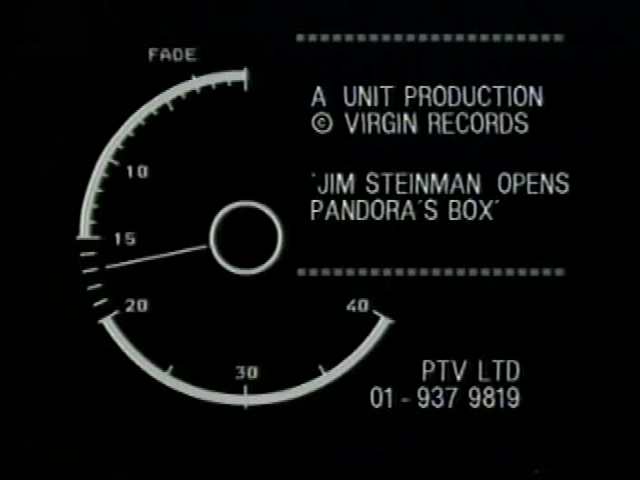 FADE
A UNIT PRODUCTION
© VIRGIN RECORDS
10
'JIM STEINMAN OPENS
PANDORA'S BOX'
15
20
40
30
PTV LTD
01-937 9819